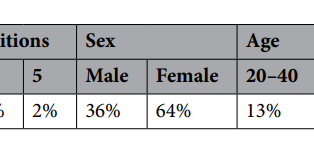 itions Sex Age
5 Male Female 20–40
% 2% 36% 64% 13%